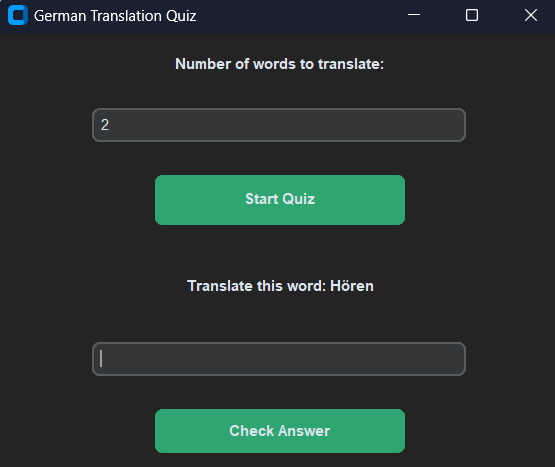 German Translation Quiz
Number of words to translate:
2
Start Quiz
Translate this word: Hören
Check Answer